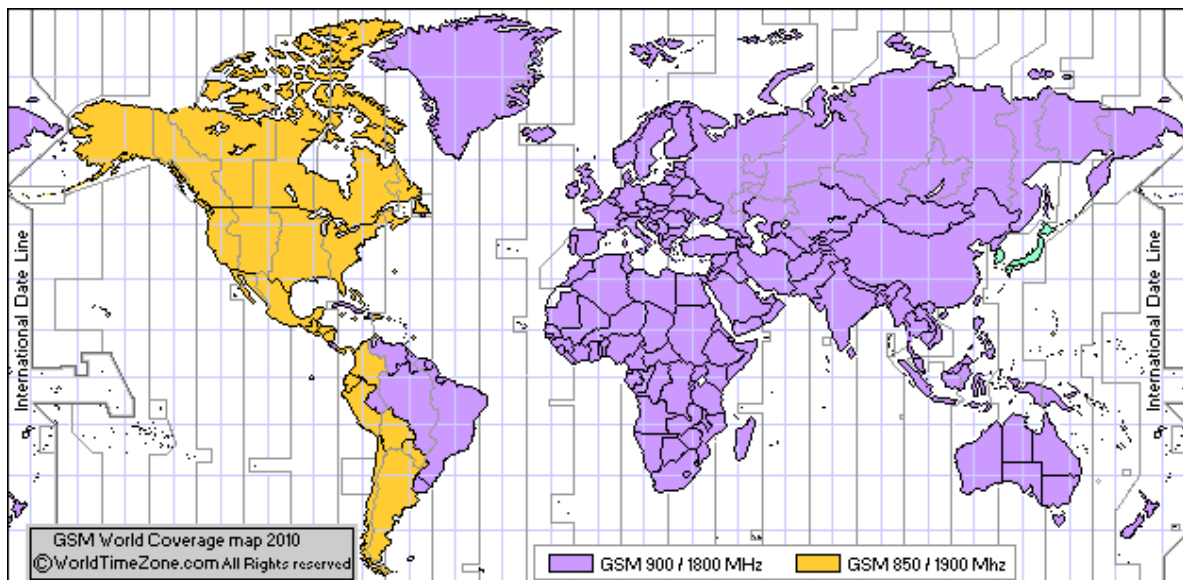 International Date Line
International Date Line
GSM World Coverage map 2010
©WorldTimeZone.com All Rights reserved
GSM 900 / 1800 MHz
GSM 850 / 1900 Mhz